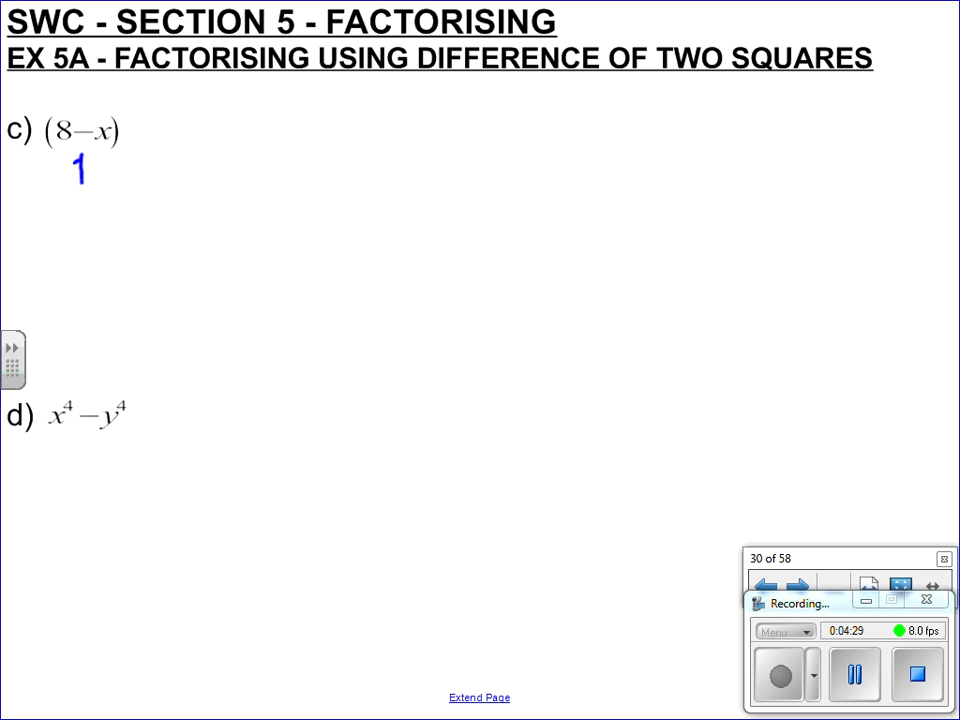 SWC - SECTION 5 - FACTORISING
EX 5A - FACTORISING USING DIFFERENCE OF TWO SQUARES
c) (8−x)
1
d) x⁴ − y⁴
30 of 58
Recording...
Menu
0:04:29
8.0 fps
Extend Page